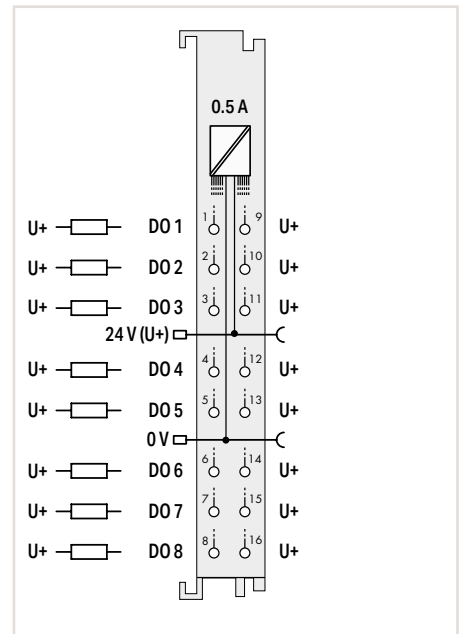 0.5 A
U+ DO 1 1 9 U+
U+ DO 2 2 10 U+
U+ DO 3 3 11 U+
24 V (U+)
U+ DO 4 4 12 U+
U+ DO 5 5 13 U+
0 V
U+ DO 6 6 14 U+
U+ DO 7 7 15 U+
U+ DO 8 8 16 U+